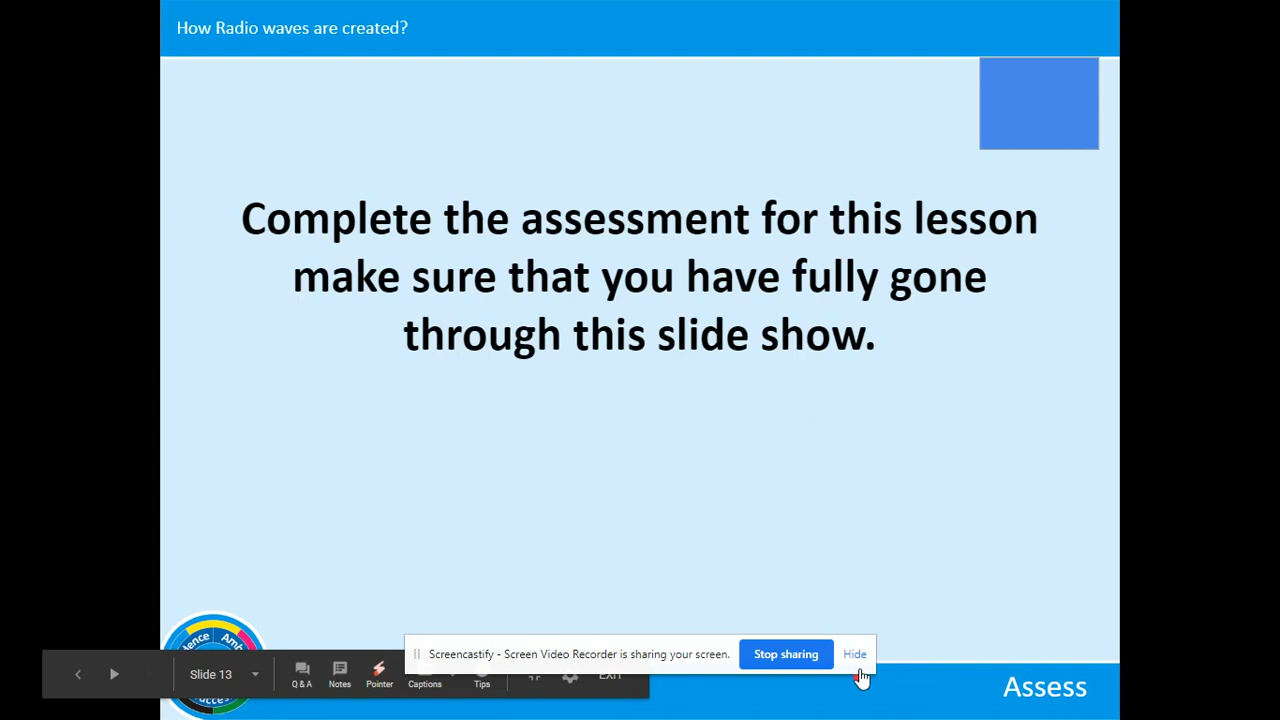 How Radio waves are created?
Complete the assessment for this lesson
make sure that you have fully gone
through this slide show.
Screencastify - Screen Video Recorder is sharing your screen.
Stop sharing
Hide
Slide 13
Q & A
Notes
Pointer
Captions
Tips
EXIT
Assess